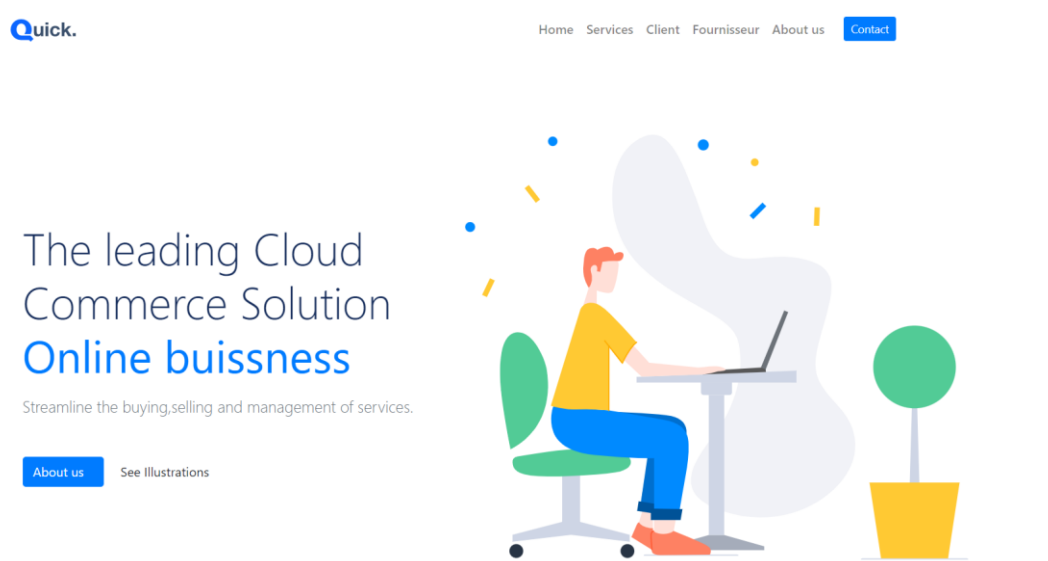 Quick.
Home Services Client Fournisseur About us Contact
The leading Cloud
Commerce Solution
Online buissness
Streamline the buying,selling and management of services.
About us See Illustrations